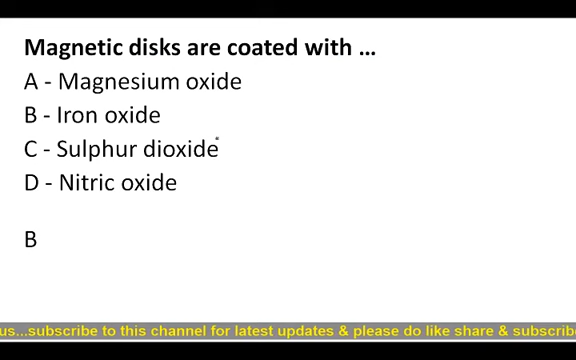 Magnetic disks are coated with ...
A - Magnesium oxide
B - Iron oxide
C - Sulphur dioxide
D - Nitric oxide
B
us...subscribe to this channel for latest updates & please do like share & subscribe